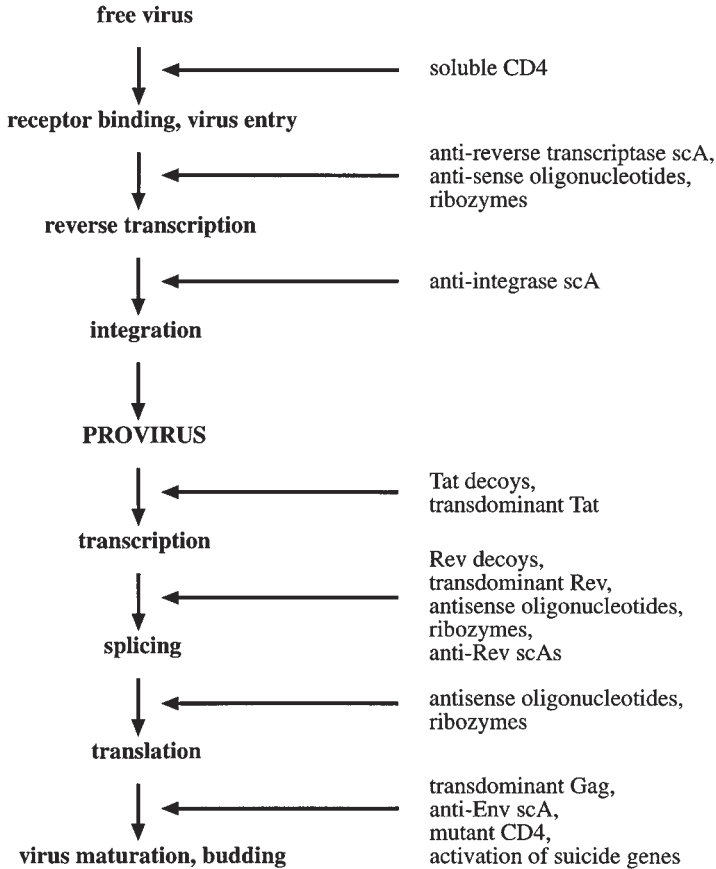 free virus
soluble CD4
receptor binding, virus entry
anti-reverse transcriptase scA,
anti-sense oligonucleotides,
ribozymes
reverse transcription
anti-integrase scA
integration
PROVIRUS
Tat decoys,
transdominant Tat
transcription
Rev decoys,
transdominant Rev,
antisense oligonucleotides,
ribozymes,
anti-Rev scAs
splicing
antisense oligonucleotides,
ribozymes
translation
transdominant Gag,
anti-Env scA,
mutant CD4,
activation of suicide genes
virus maturation, budding